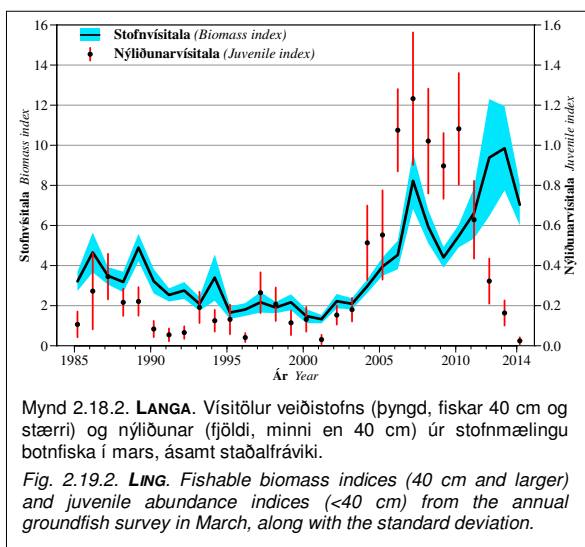 Stofnvísitala (Biomass index)
Nýliðunarvísitala (Juvenile index)
Stofnvísitala Biomass index
16
14
12
10
8
6
4
2
0
Nýliðunarvísitala Juvenile index
1.6
1.4
1.2
1.0
0.8
0.6
0.4
0.2
0.0
1985 1990 1995 2000 2005 2010 2014
Ár Year
Mynd 2.18.2. LANGA. Vísitölur veiðistofns (þyngd, fiskar 40 cm og
stærri) og nýliðunar (fjöldi, minni en 40 cm) úr stofnmælingu
botnfiska í mars, ásamt staðalfráviki.
Fig. 2.19.2. LING. Fishable biomass indices (40 cm and larger)
and juvenile abundance indices (<40 cm) from the annual
groundfish survey in March, along with the standard deviation.